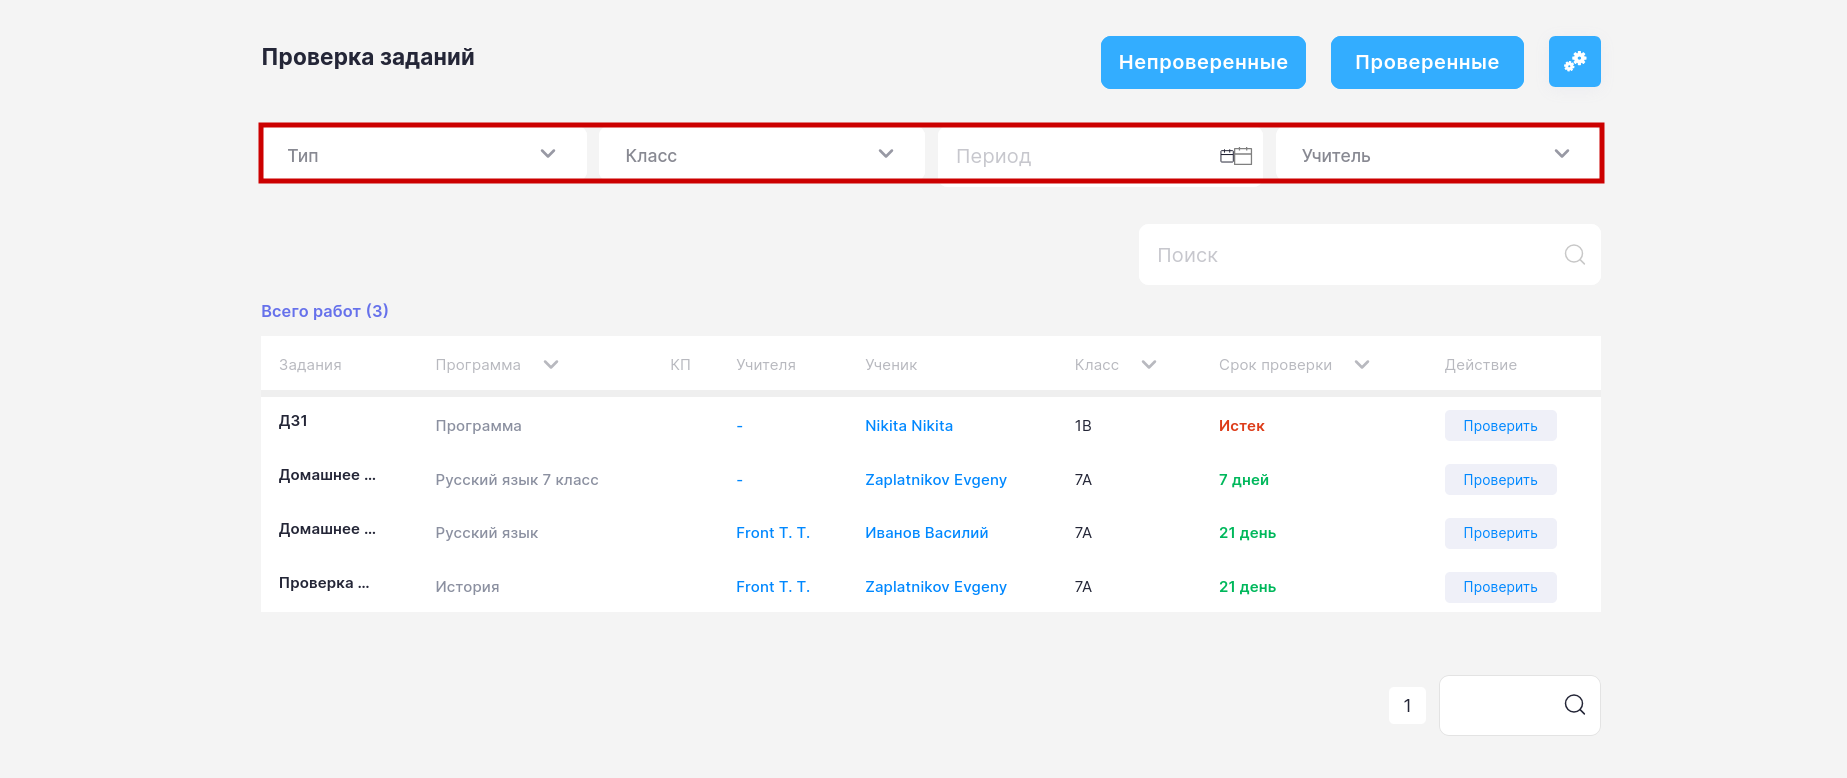 Проверка заданий
Непроверенные
Проверенные
Тип
Класс
Период
Учитель
Поиск
Всего работ (3)
Задания Программа КП Учителя Ученик Класс Срок проверки Действие
ДЗ1 Программа - Nikita Nikita 1В Истек Проверить
Домашнее ... Русский язык 7 класс - Zaplatnikov Evgeny 7А 7 дней Проверить
Домашнее ... Русский язык Front T. T. Иванов Василий 7А 21 день Проверить
Проверка ... История Front T. T. Zaplatnikov Evgeny 7А 21 день Проверить
1